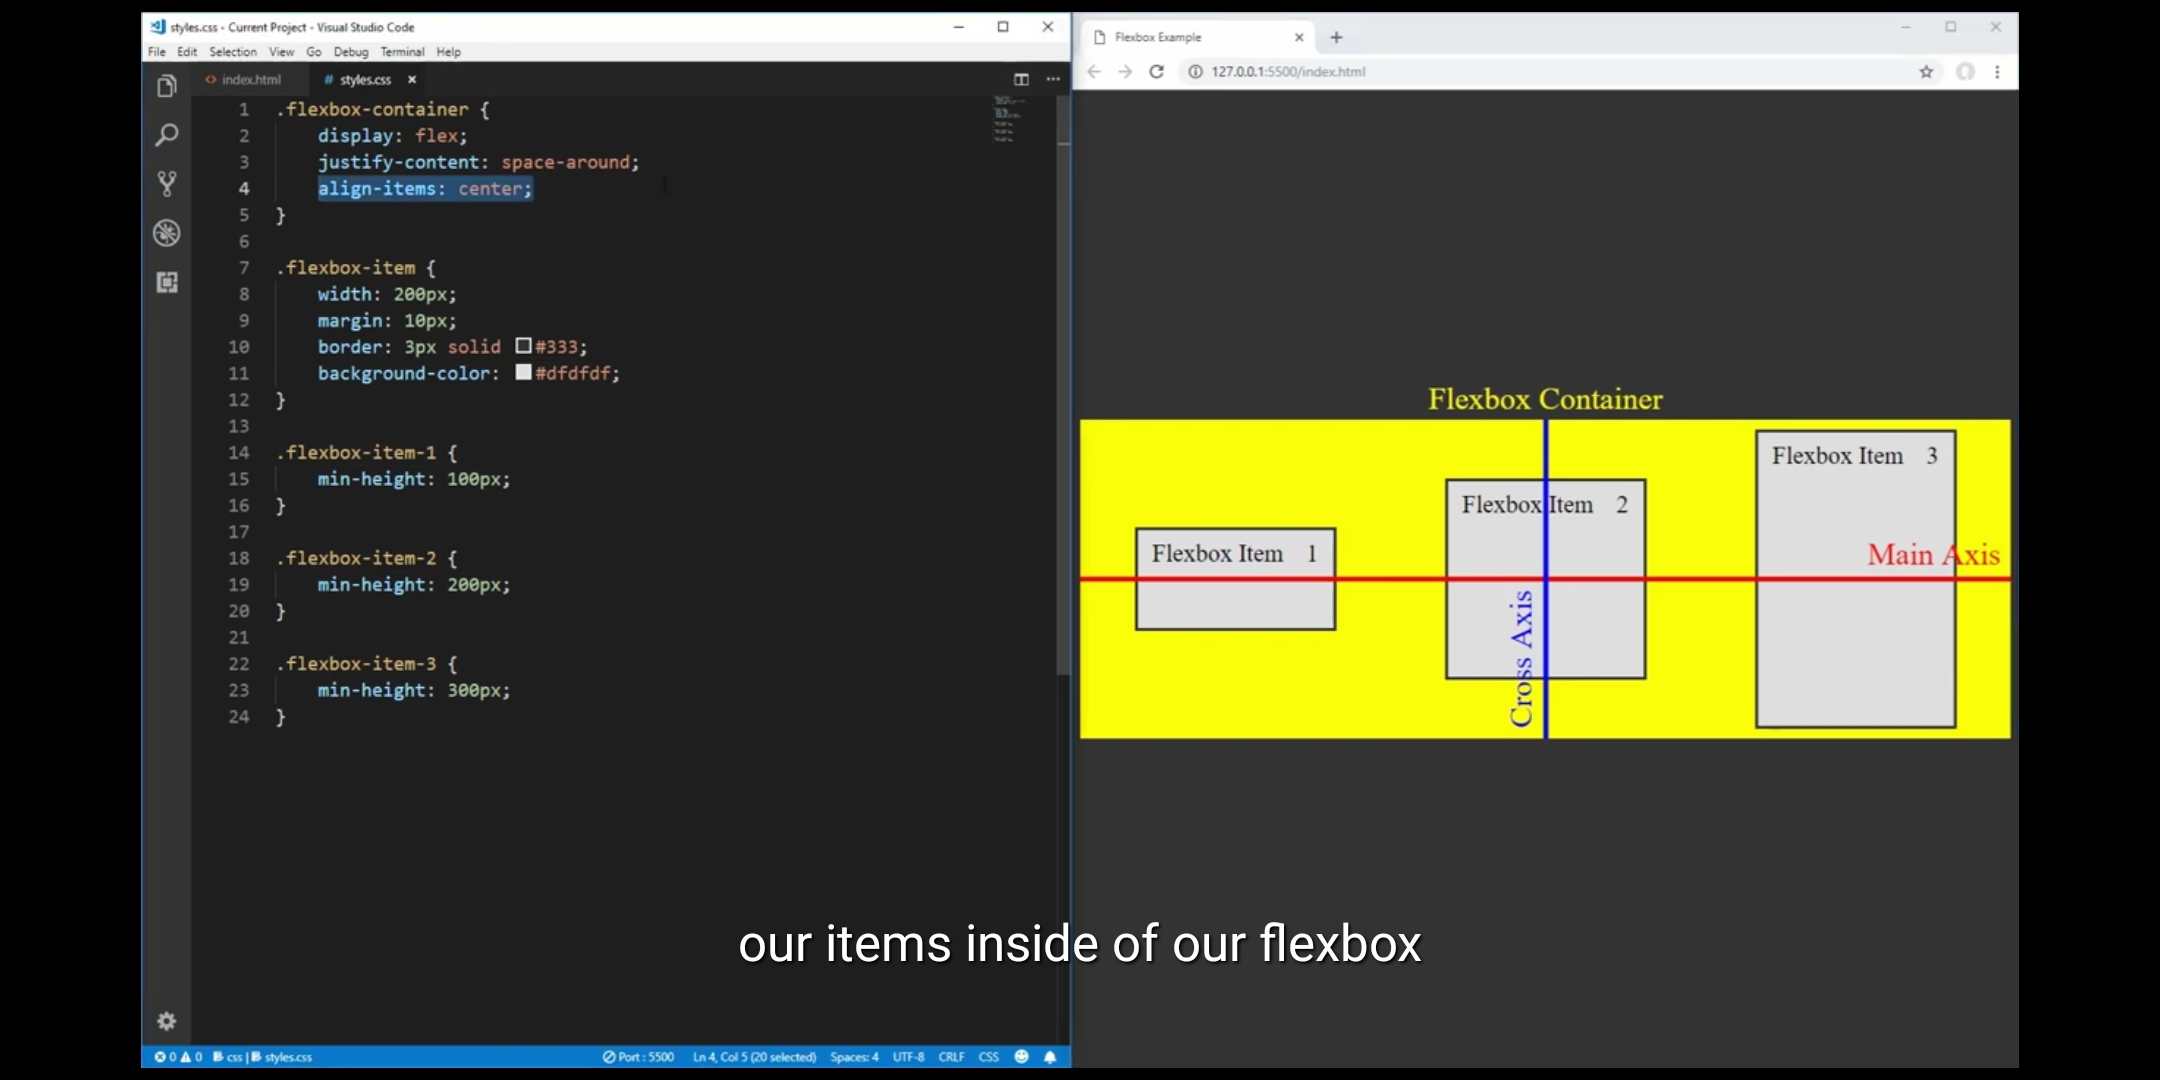 styles.css - Current Project - Visual Studio Code
File Edit Selection View Go Debug Terminal Help
index.html # styles.css
1 .flexbox-container {
2 display: flex;
3 justify-content: space-around;
4 align-items: center;
5 }
6
7 .flexbox-item {
8 width: 200px;
9 margin: 10px;
10 border: 3px solid #333;
11 background-color: #dfdfdf;
12 }
13
14 .flexbox-item-1 {
15 min-height: 100px;
16 }
17
18 .flexbox-item-2 {
19 min-height: 200px;
20 }
21
22 .flexbox-item-3 {
23 min-height: 300px;
24 }
0 0 css | styles.css Port : 5500 Ln 4, Col 5 (20 selected) Spaces: 4 UTF-8 CRLF CSS
Flexbox Example
127.0.0.1:5500/index.html
Flexbox Container
Flexbox Item 1
Flexbox Item 2
Flexbox Item 3
Main Axis
Cross Axis
our items inside of our flexbox